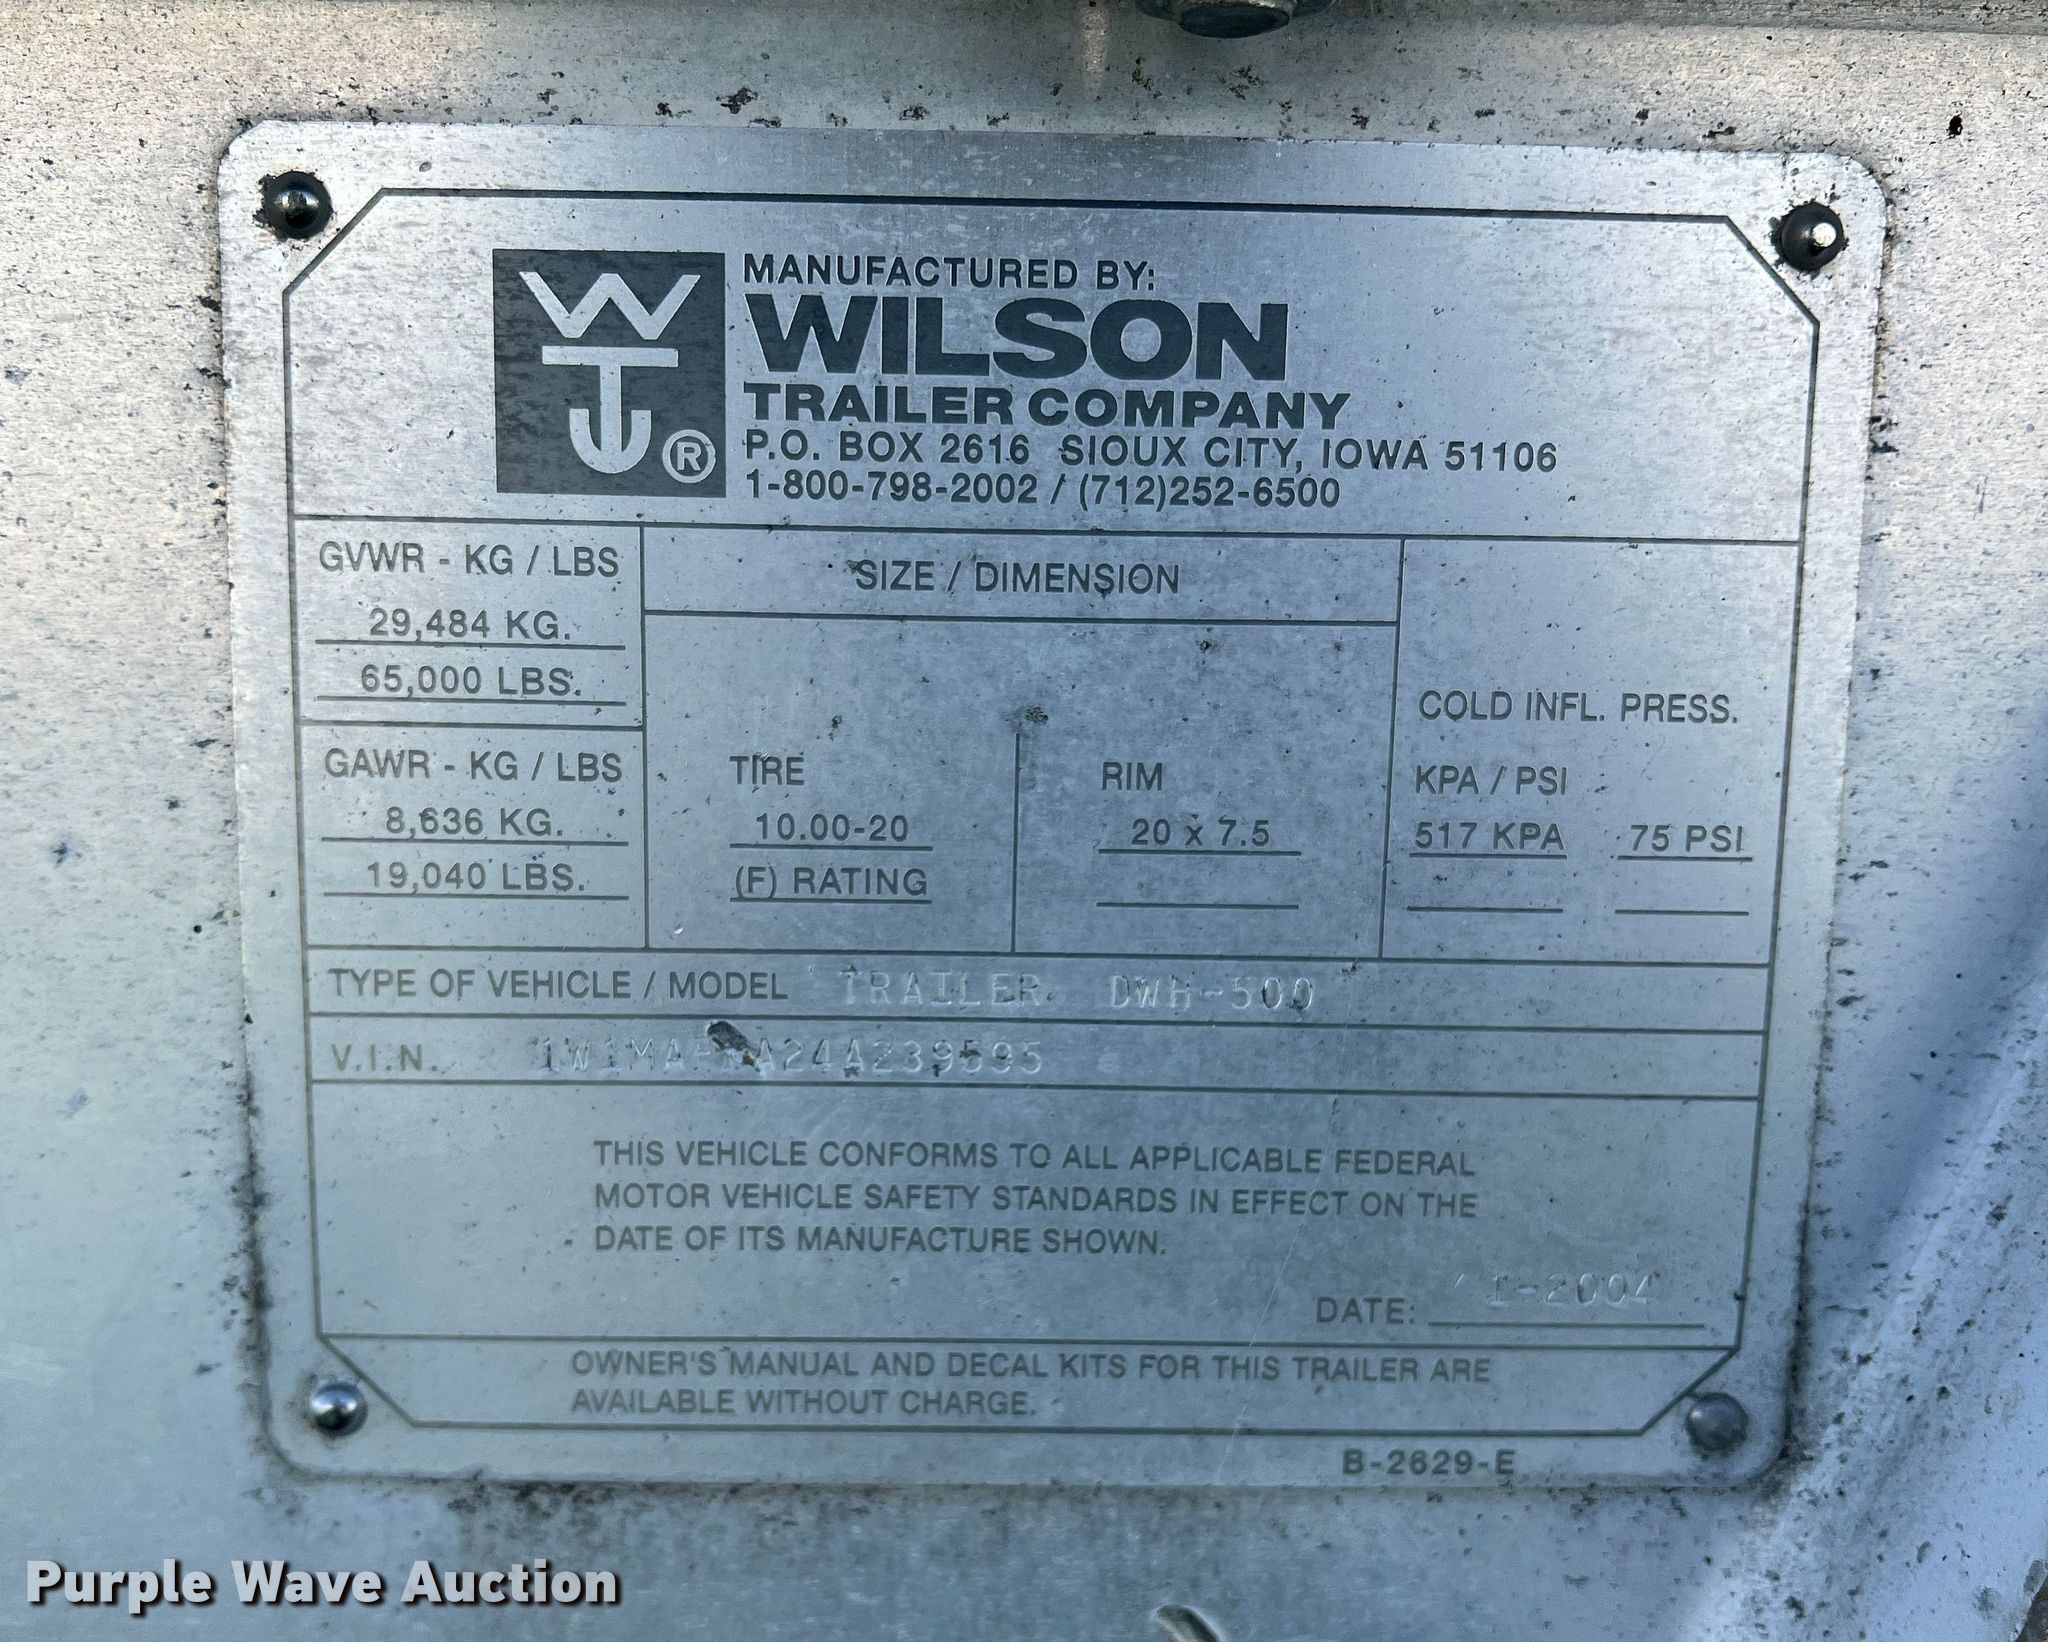 MANUFACTURED BY:
WILSON
TRAILER COMPANY
P.O. BOX 2616 SIOUX CITY, IOWA 51106
1-800-798-2002 / (712)252-6500
WT
®
GVWR - KG / LBS
29,484 KG.
65,000 LBS.
GAWR - KG / LBS
8,636 KG.
19,040 LBS.
SIZE / DIMENSION
TIRE
10.00-20
(F) RATING
RIM
20 x 7.5
COLD INFL. PRESS.
KPA / PSI
517 KPA 75 PSI
TYPE OF VEHICLE / MODEL TRAILER DWH-500
V.I.N.
THIS VEHICLE CONFORMS TO ALL APPLICABLE FEDERAL
MOTOR VEHICLE SAFETY STANDARDS IN EFFECT ON THE
DATE OF ITS MANUFACTURE SHOWN.
DATE: 1-2004
OWNER'S MANUAL AND DECAL KITS FOR THIS TRAILER ARE
AVAILABLE WITHOUT CHARGE.
B-2629-E
Purple Wave Auction